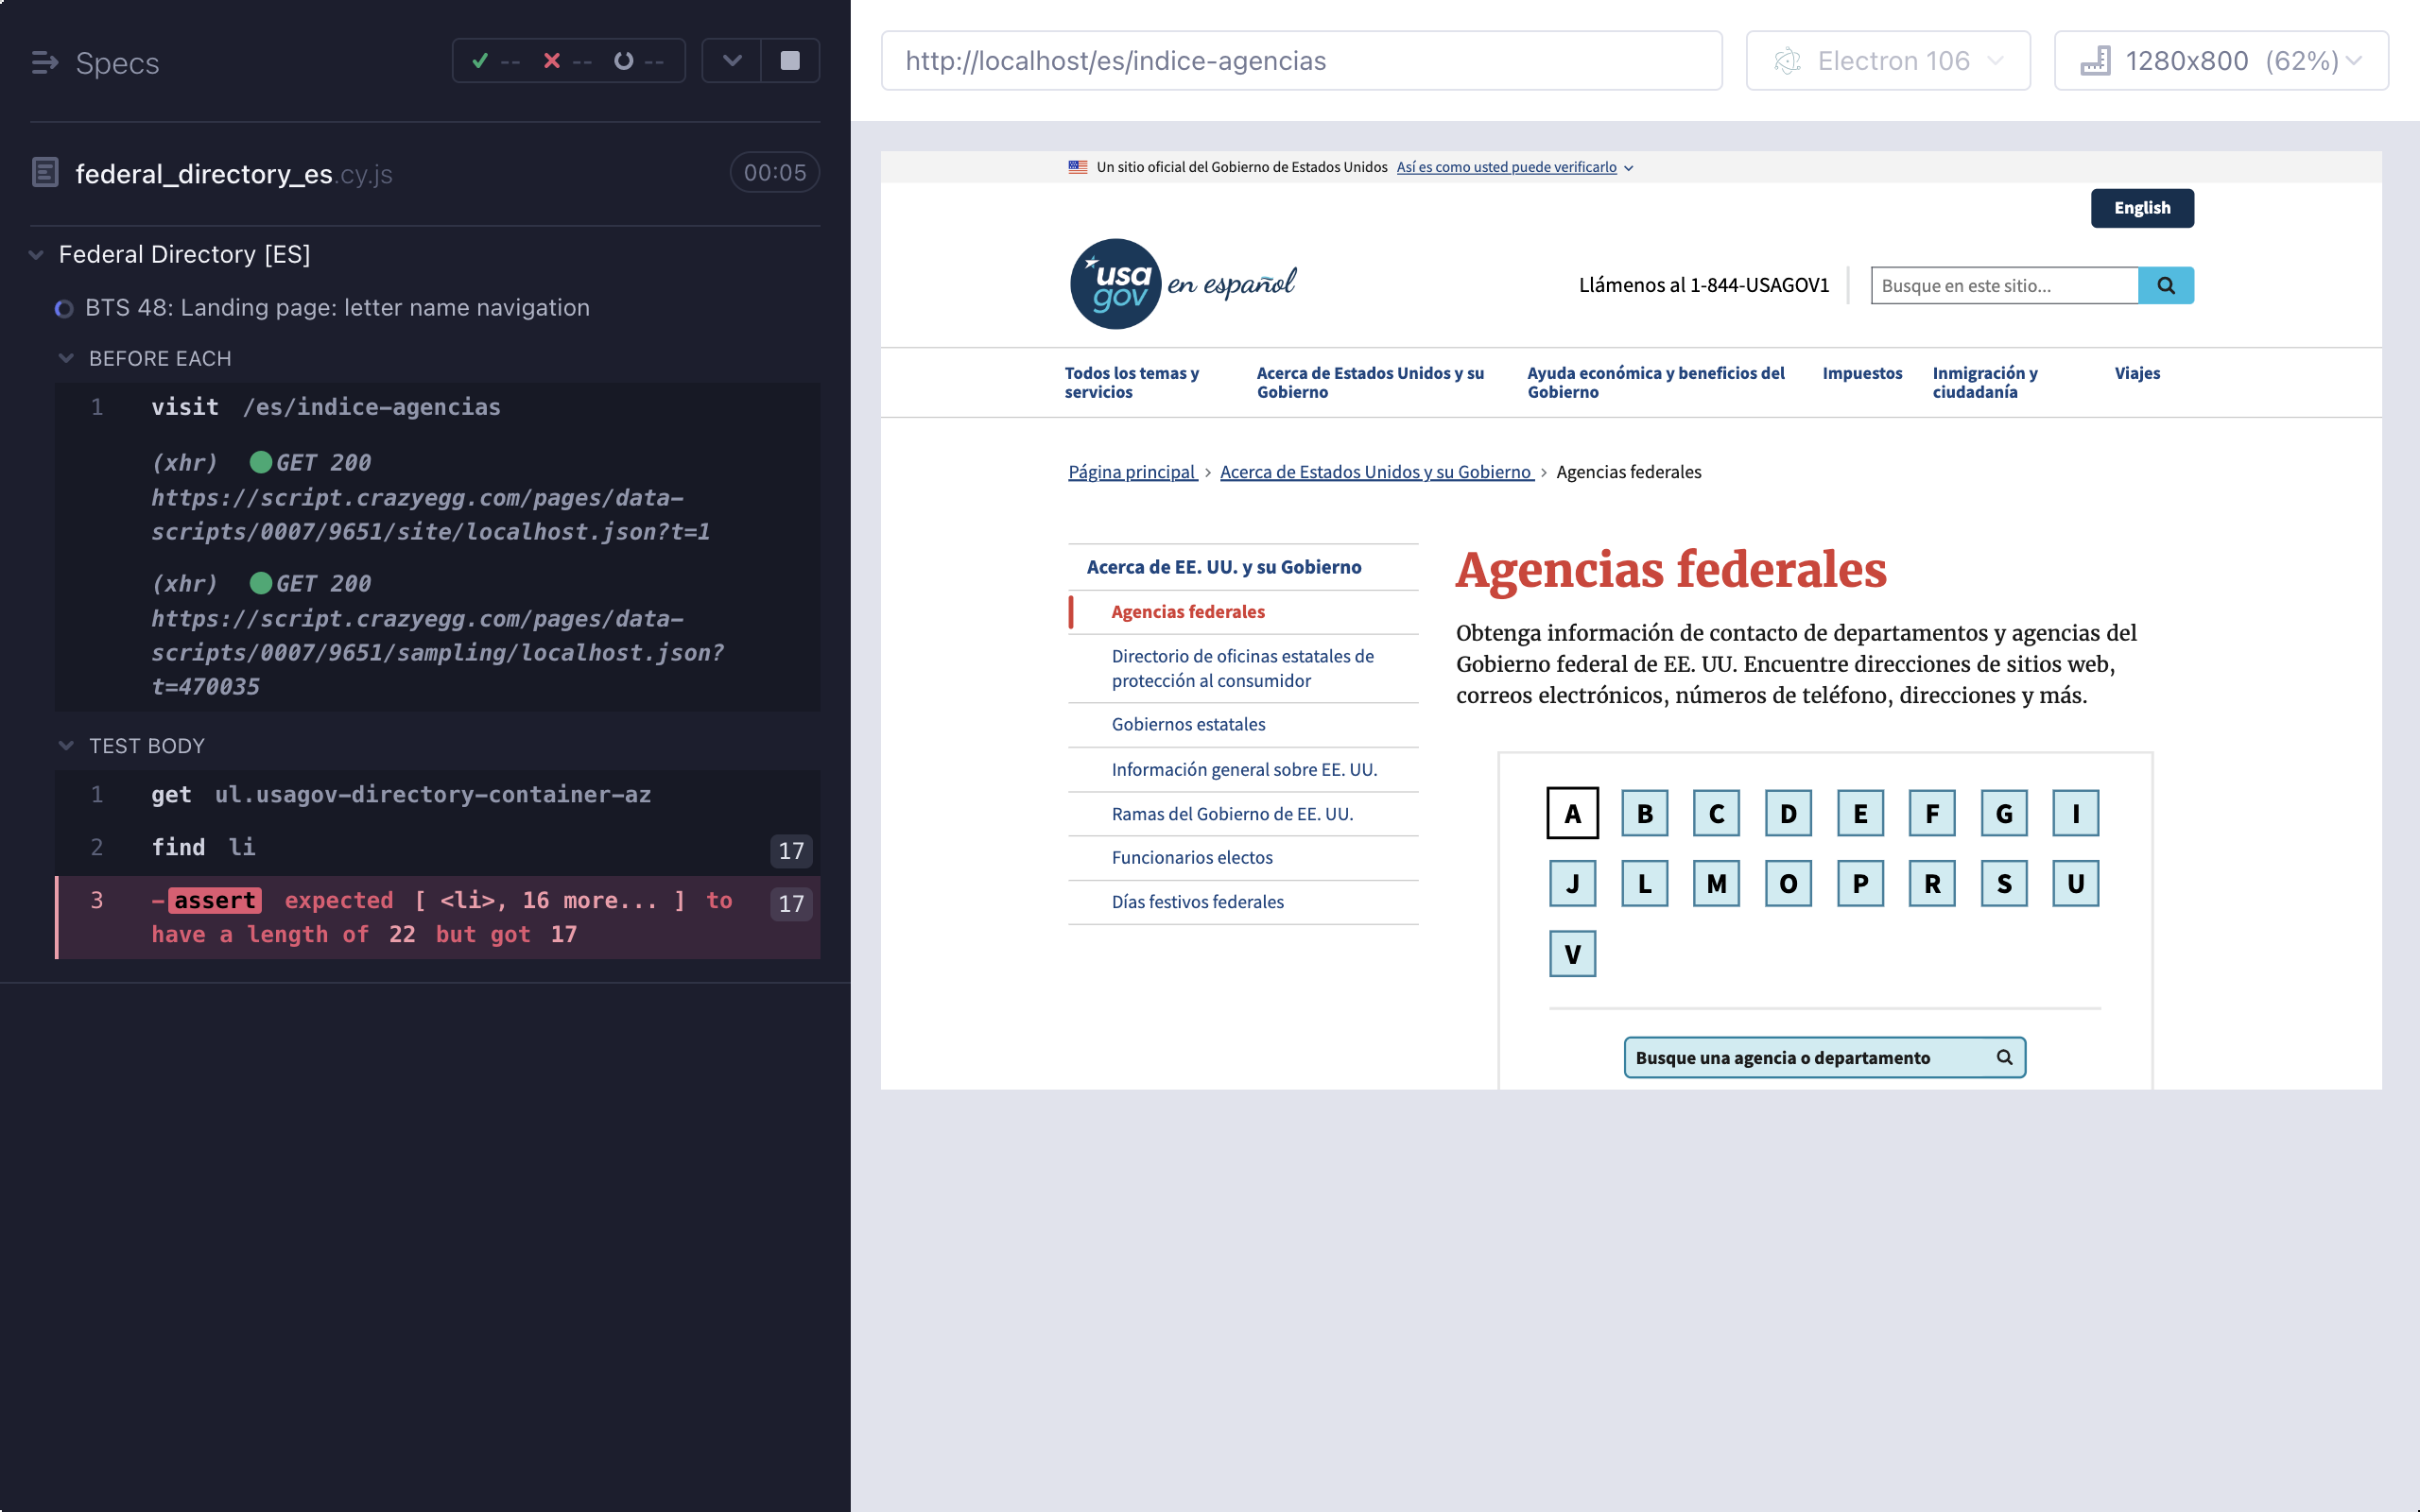 Specs
-- -- --
federal_directory_es.cy.js
00:05
Federal Directory [ES]
BTS 48: Landing page: letter name navigation
BEFORE EACH
1 visit /es/indice-agencias
(xhr) GET 200
https://script.crazyegg.com/pages/data-
scripts/0007/9651/site/localhost.json?t=1
(xhr) GET 200
https://script.crazyegg.com/pages/data-
scripts/0007/9651/sampling/localhost.json?
t=470035
TEST BODY
1 get ul.usagov-directory-container-az
2 find li 17
3 -assert expected [ <li>, 16 more... ] to 17
have a length of 22 but got 17
http://localhost/es/indice-agencias
Electron 106
1280x800 (62%)
Un sitio oficial del Gobierno de Estados Unidos Así es como usted puede verificarlo
English
usa
gov
en español
Llámenos al 1-844-USAGOV1
Busque en este sitio...
Todos los temas y
servicios
Acerca de Estados Unidos y su
Gobierno
Ayuda económica y beneficios del
Gobierno
Impuestos
Inmigración y
ciudadanía
Viajes
Página principal › Acerca de Estados Unidos y su Gobierno › Agencias federales
Acerca de EE. UU. y su Gobierno
Agencias federales
Directorio de oficinas estatales de
protección al consumidor
Gobiernos estatales
Información general sobre EE. UU.
Ramas del Gobierno de EE. UU.
Funcionarios electos
Días festivos federales
Agencias federales
Obtenga información de contacto de departamentos y agencias del
Gobierno federal de EE. UU. Encuentre direcciones de sitios web,
correos electrónicos, números de teléfono, direcciones y más.
A B C D E F G I
J L M O P R S U
V
Busque una agencia o departamento